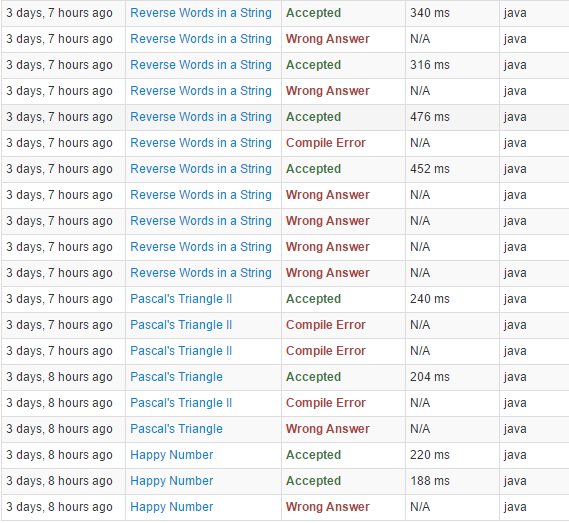 3 days, 7 hours ago Reverse Words in a String Accepted 340 ms java
3 days, 7 hours ago Reverse Words in a String Wrong Answer N/A java
3 days, 7 hours ago Reverse Words in a String Accepted 316 ms java
3 days, 7 hours ago Reverse Words in a String Wrong Answer N/A java
3 days, 7 hours ago Reverse Words in a String Accepted 476 ms java
3 days, 7 hours ago Reverse Words in a String Compile Error N/A java
3 days, 7 hours ago Reverse Words in a String Accepted 452 ms java
3 days, 7 hours ago Reverse Words in a String Wrong Answer N/A java
3 days, 7 hours ago Reverse Words in a String Wrong Answer N/A java
3 days, 7 hours ago Reverse Words in a String Wrong Answer N/A java
3 days, 7 hours ago Reverse Words in a String Wrong Answer N/A java
3 days, 7 hours ago Pascal's Triangle II Accepted 240 ms java
3 days, 7 hours ago Pascal's Triangle II Compile Error N/A java
3 days, 7 hours ago Pascal's Triangle II Compile Error N/A java
3 days, 8 hours ago Pascal's Triangle Accepted 204 ms java
3 days, 8 hours ago Pascal's Triangle II Compile Error N/A java
3 days, 8 hours ago Pascal's Triangle Wrong Answer N/A java
3 days, 8 hours ago Happy Number Accepted 220 ms java
3 days, 8 hours ago Happy Number Accepted 188 ms java
3 days, 8 hours ago Happy Number Wrong Answer N/A java